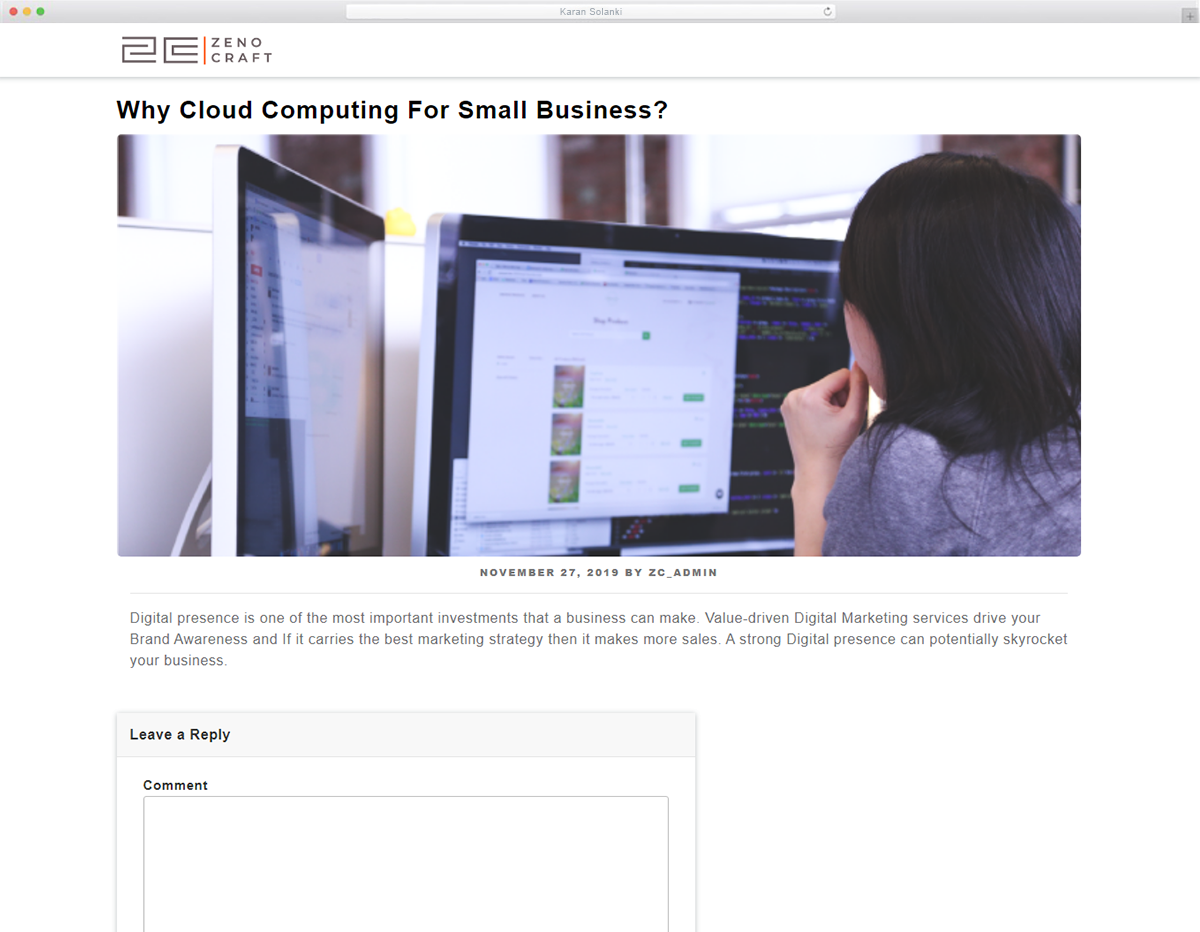 Karan Solanki
ZENO
CRAFT
Why Cloud Computing For Small Business?
NOVEMBER 27, 2019 BY ZC_ADMIN
Digital presence is one of the most important investments that a business can make. Value-driven Digital Marketing services drive your
Brand Awareness and If it carries the best marketing strategy then it makes more sales. A strong Digital presence can potentially skyrocket
your business.
Leave a Reply
Comment